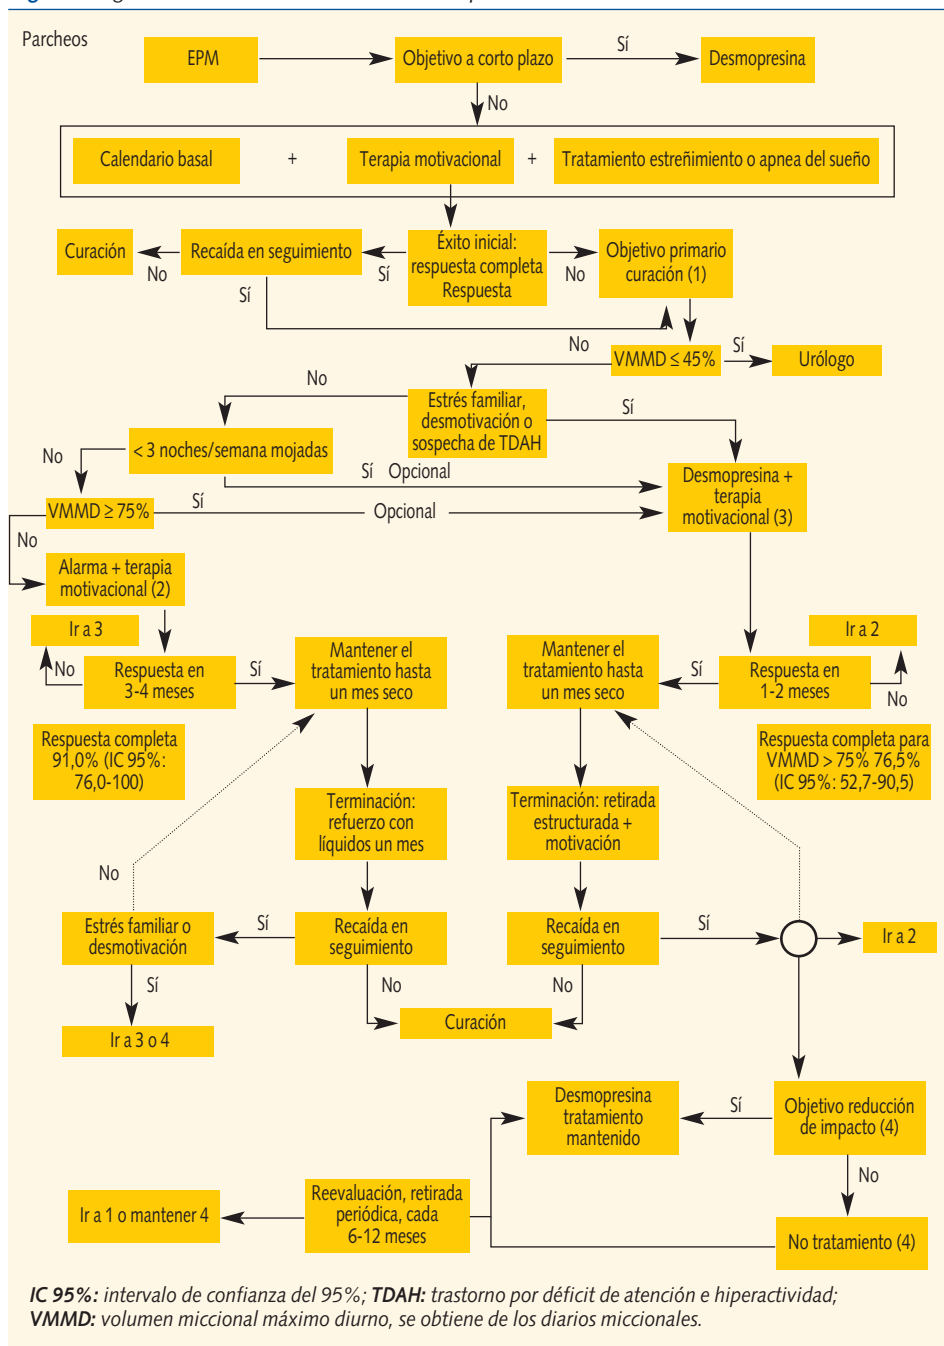 Parcheos
EPM
Objetivo a corto plazo
Sí
Desmopresina
No
Calendario basal
+
Terapia motivacional
+
Tratamiento estreñimiento o apnea del sueño
Curación
No
Recaída en seguimiento
Sí
Éxito inicial:
respuesta completa
Respuesta
No
Objetivo primario
curación (1)
Sí
No
VMMD ≤ 45%
Sí
Urólogo
No
Estrés familiar,
desmotivación o
sospecha de TDAH
Sí
< 3 noches/semana mojadas
No
Sí Opcional
Desmopresina +
terapia
motivacional (3)
VMMD ≥ 75%
Sí
Opcional
No
Alarma + terapia
motivacional (2)
Ir a 3
No
Respuesta en
3-4 meses
Sí
Mantener el
tratamiento hasta
un mes seco
Mantener el
tratamiento hasta
un mes seco
Sí
Respuesta en
1-2 meses
Ir a 2
No
Respuesta completa
91,0% (IC 95%:
76,0-100)
Respuesta completa para
VMMD > 75% 76,5%
(IC 95%: 52,7-90,5)
Terminación:
refuerzo con
líquidos un mes
Terminación: retirada
estructurada +
motivación
No
Estrés familiar o
desmotivación
Sí
Recaída en
seguimiento
Recaída en
seguimiento
Sí
Ir a 2
Sí
No
No
Curación
Ir a 3 o 4
Desmopresina
tratamiento
mantenido
Sí
Objetivo reducción
de impacto (4)
No
Ir a 1 o mantener 4
Reevaluación, retirada
periódica, cada
6-12 meses
No tratamiento (4)
IC 95%: intervalo de confianza del 95%; TDAH: trastorno por déficit de atención e hiperactividad;
VMMD: volumen miccional máximo diurno, se obtiene de los diarios miccionales.